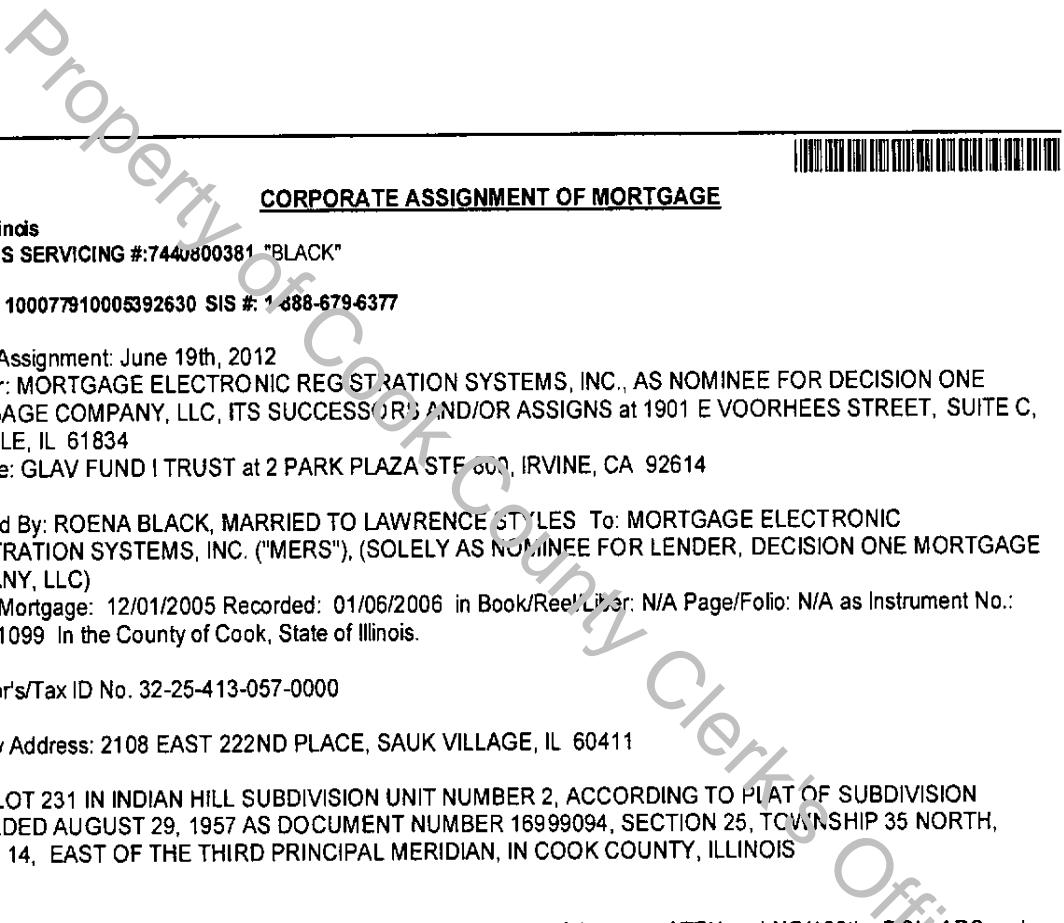 CORPORATE ASSIGNMENT OF MORTGAGE
inois
S SERVICING #:7440800381 "BLACK"
100077910005392630 SIS #: 1-888-679-6377
Assignment: June 19th, 2012
r: MORTGAGE ELECTRONIC REGISTRATION SYSTEMS, INC., AS NOMINEE FOR DECISION ONE
AGE COMPANY, LLC, ITS SUCCESSORS AND/OR ASSIGNS at 1901 E VOORHEES STREET, SUITE C,
LE, IL 61834
e: GLAV FUND I TRUST at 2 PARK PLAZA STE 800, IRVINE, CA 92614
d By: ROENA BLACK, MARRIED TO LAWRENCE STYLES To: MORTGAGE ELECTRONIC
TRATION SYSTEMS, INC. ("MERS"), (SOLELY AS NOMINEE FOR LENDER, DECISION ONE MORTGAGE
NY, LLC)
Mortgage: 12/01/2005 Recorded: 01/06/2006 in Book/Reel/Liber: N/A Page/Folio: N/A as Instrument No.:
1099 In the County of Cook, State of Illinois.
r's/Tax ID No. 32-25-413-057-0000
Address: 2108 EAST 222ND PLACE, SAUK VILLAGE, IL 60411
LOT 231 IN INDIAN HILL SUBDIVISION UNIT NUMBER 2, ACCORDING TO PLAT OF SUBDIVISION
DED AUGUST 29, 1957 AS DOCUMENT NUMBER 16999094, SECTION 25, TOWNSHIP 35 NORTH,
14, EAST OF THE THIRD PRINCIPAL MERIDIAN, IN COOK COUNTY, ILLINOIS
Property of Cook County Clerk's Offi